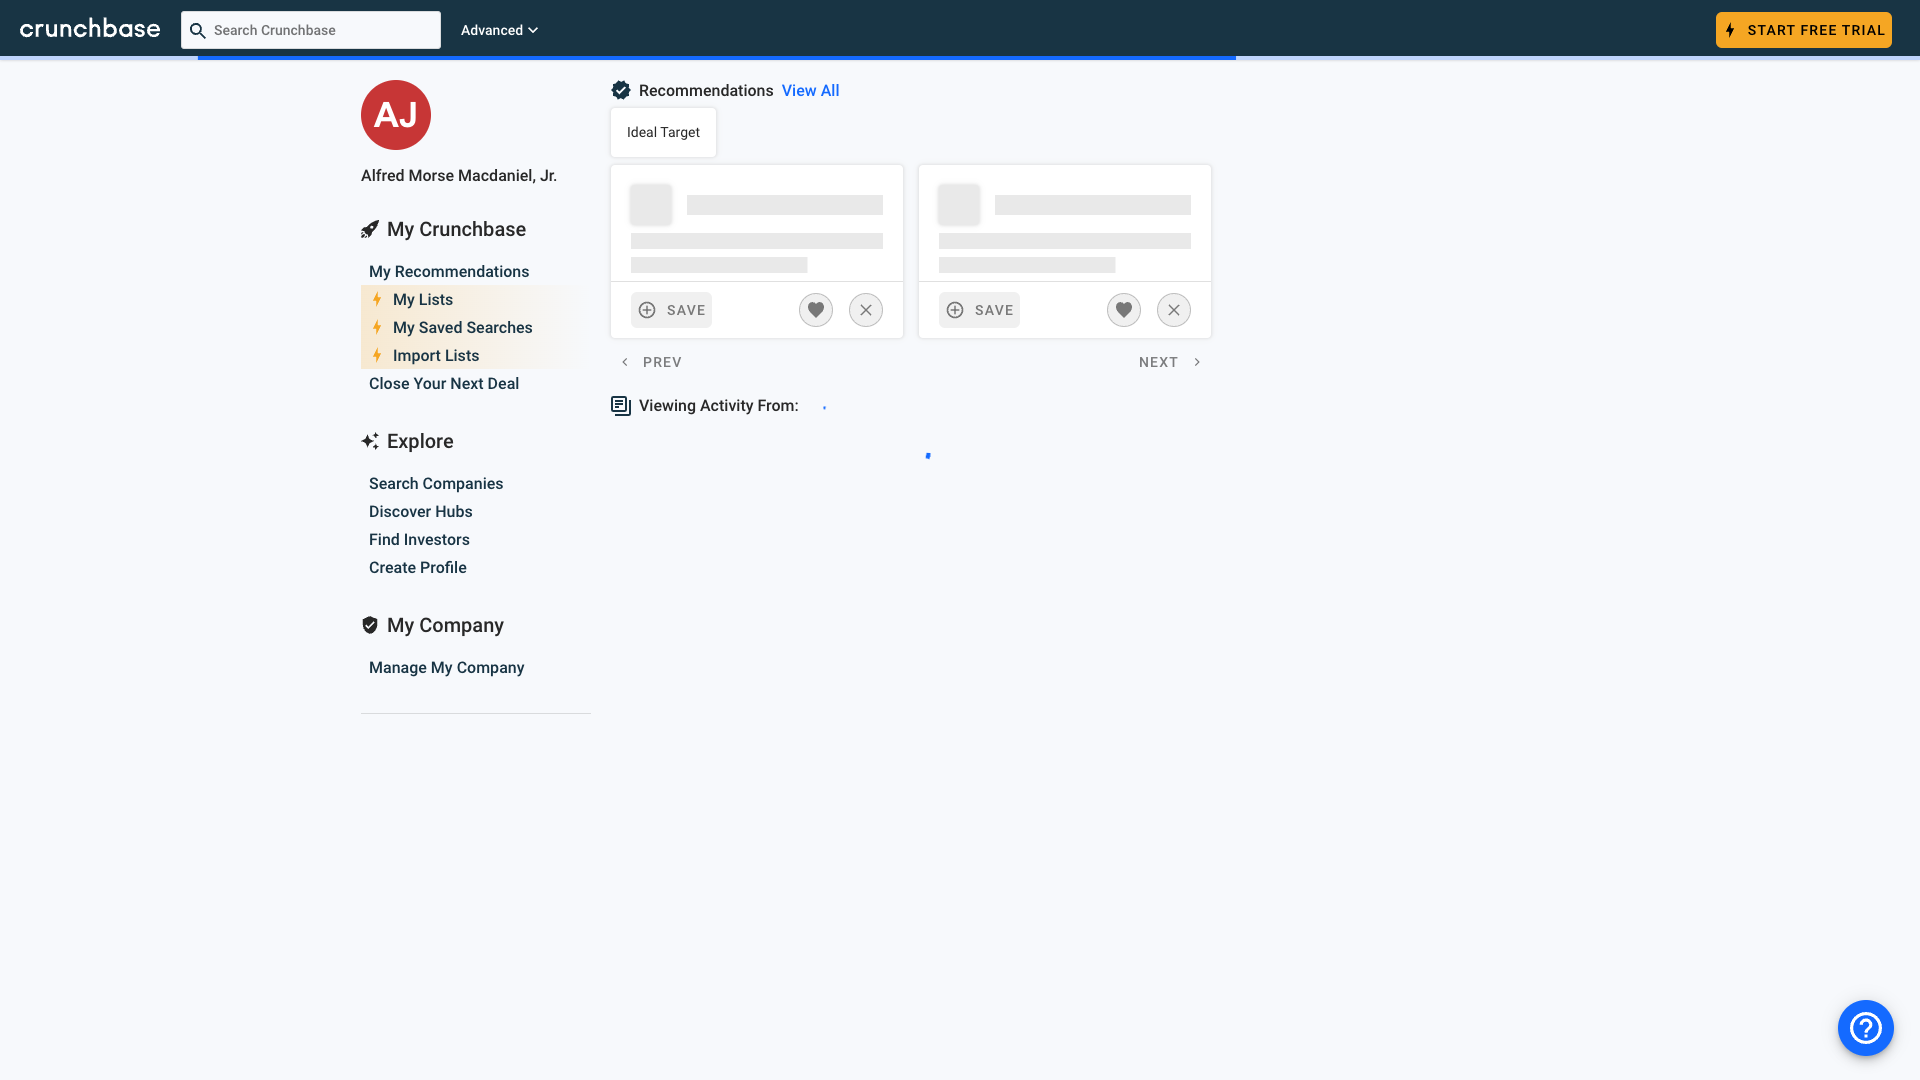 crunchbase
Search Crunchbase
Advanced
START FREE TRIAL
AJ
Alfred Morse Macdaniel, Jr.
My Crunchbase
My Recommendations
My Lists
My Saved Searches
Import Lists
Close Your Next Deal
Explore
Search Companies
Discover Hubs
Find Investors
Create Profile
My Company
Manage My Company
Recommendations View All
Ideal Target
SAVE
SAVE
PREV
NEXT
Viewing Activity From: